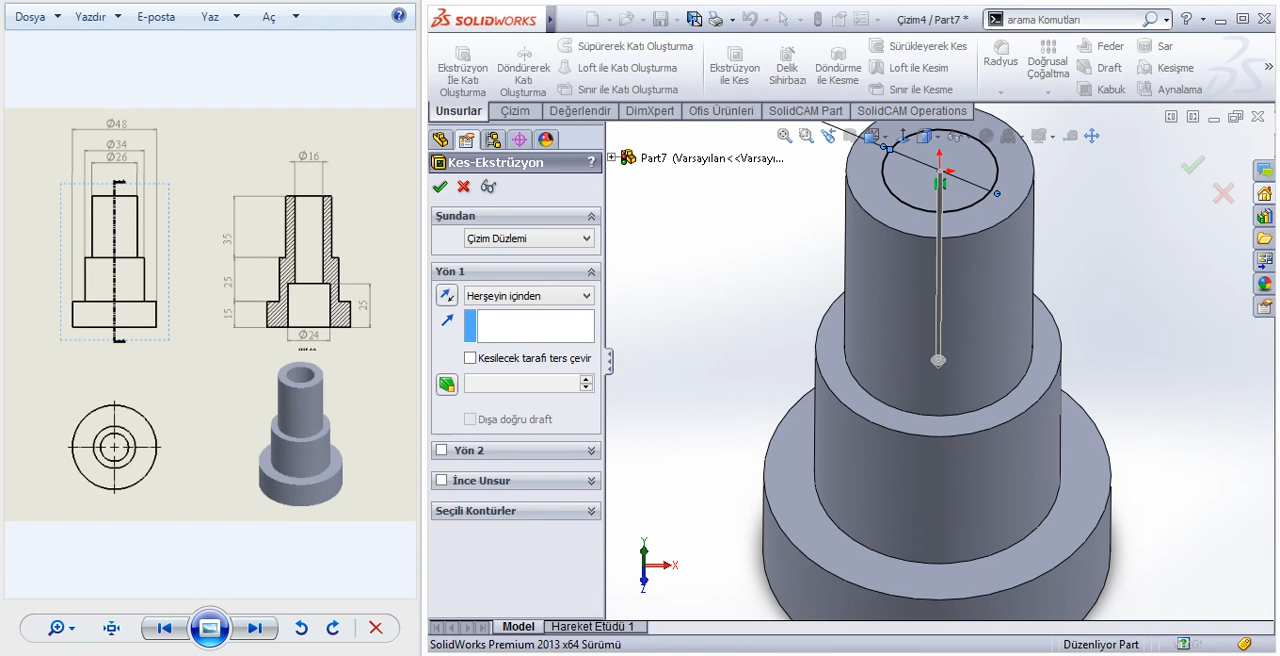 Dosya Yazdır E-posta Yaz Aç
SOLIDWORKS
Çizim4 / Part7 *
arama Komutları
Ekstrüzyon İle Katı Oluşturma
Döndürerek Katı Oluşturma
Süpürerek Katı Oluşturma
Loft ile Katı Oluşturma
Sınır ile Katı Oluşturma
Ekstrüzyon ile Kes
Delik Sihirbazı
Döndürme ile Kesme
Sürükleyerek Kes
Loft ile Kesim
Sınır ile Kesme
Radyus
Doğrusal Çoğaltma
Feder
Draft
Kabuk
Sar
Kesişme
Aynalama
Unsurlar Çizim Değerlendir DimXpert Ofis Ürünleri SolidCAM Part SolidCAM Operations
Part7 (Varsayılan<<Varsayı...
Kes-Ekstrüzyon ?
Şundan
Çizim Düzlemi
Yön 1
Herşeyin içinden
Kesilecek tarafı ters çevir
Dışa doğru draft
Yön 2
İnce Unsur
Seçili Kontürler
Ø48
Ø34
Ø26
Ø16
35
25
15
25
Ø24
Y
X
Z
Model Hareket Etüdü 1
SolidWorks Premium 2013 x64 Sürümü
Düzenliyor Part